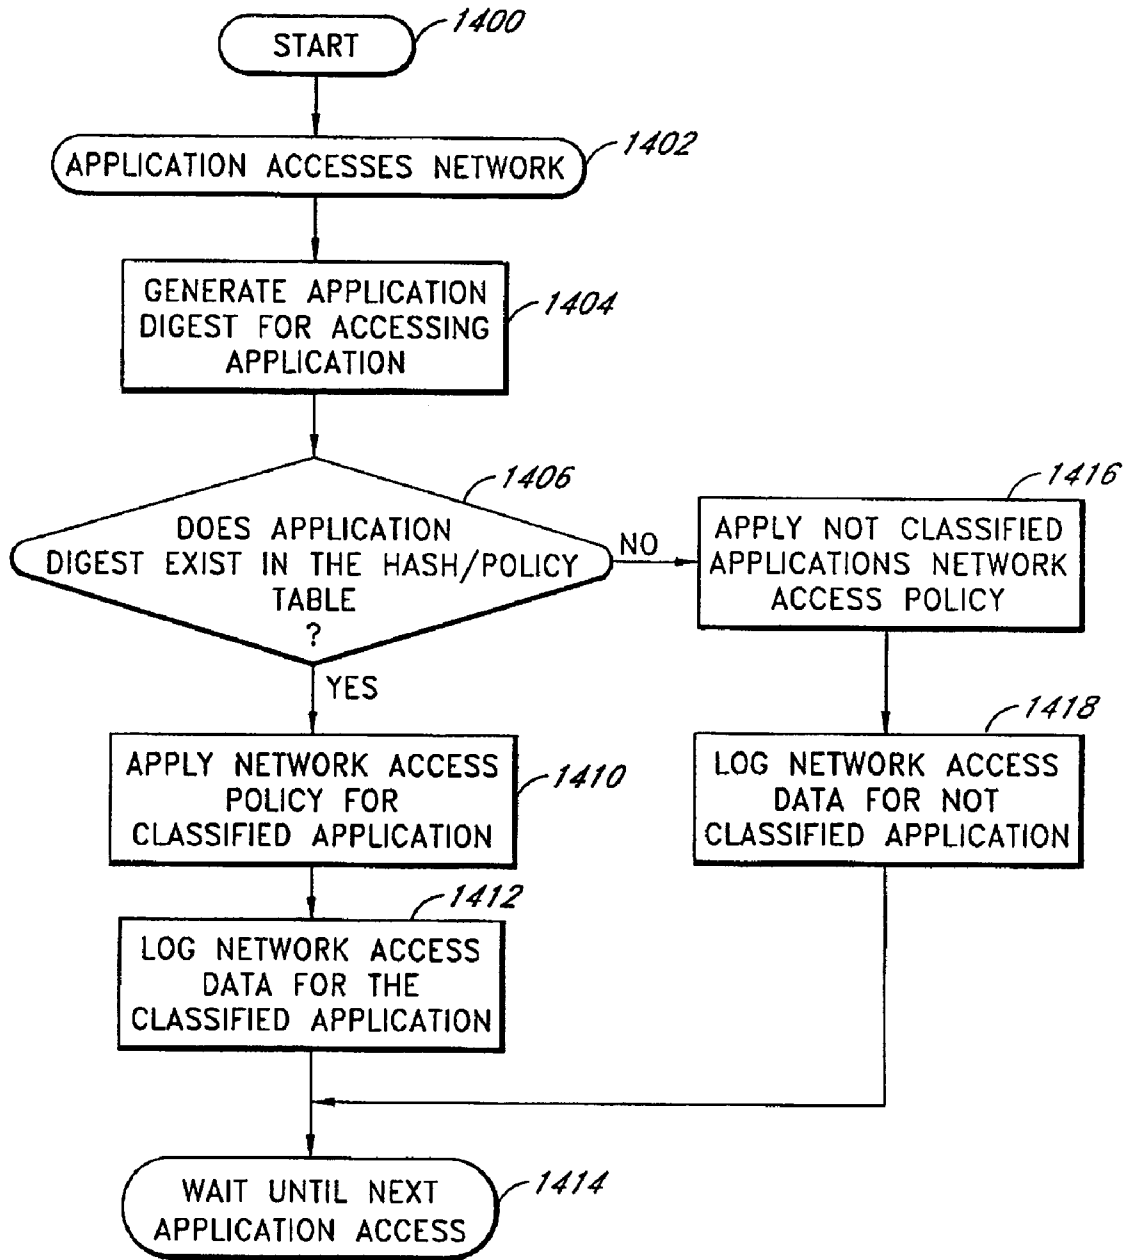 START
1400
APPLICATION ACCESSES NETWORK
1402
GENERATE APPLICATION
DIGEST FOR ACCESSING
APPLICATION
1404
DOES APPLICATION
DIGEST EXIST IN THE HASH/POLICY
TABLE
?
1406
NO
APPLY NOT CLASSIFIED
APPLICATIONS NETWORK
ACCESS POLICY
1416
YES
APPLY NETWORK ACCESS
POLICY FOR
CLASSIFIED APPLICATION
1410
LOG NETWORK ACCESS
DATA FOR NOT
CLASSIFIED APPLICATION
1418
LOG NETWORK ACCESS
DATA FOR THE
CLASSIFIED APPLICATION
1412
WAIT UNTIL NEXT
APPLICATION ACCESS
1414